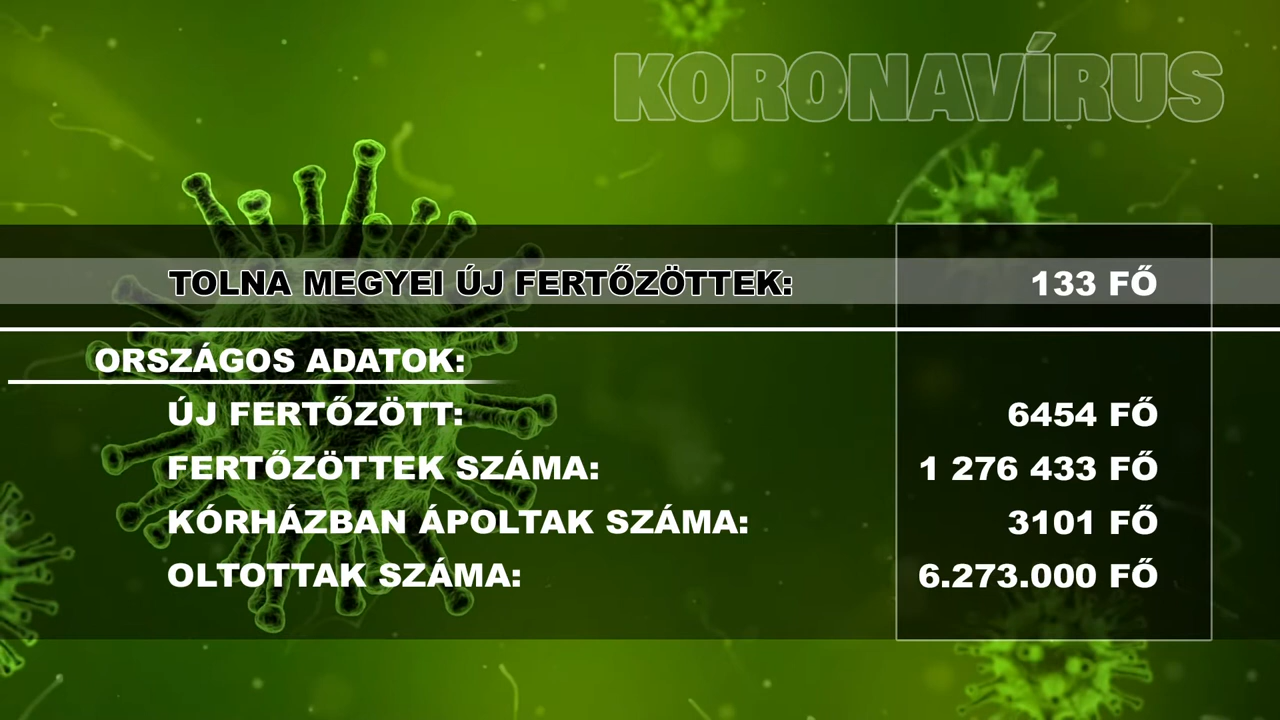 KORONAVÍRUS
TOLNA MEGYEI ÚJ FERTŐZÖTTEK: 133 FŐ
ORSZÁGOS ADATOK:
ÚJ FERTŐZÖTT: 6454 FŐ
FERTŐZÖTTEK SZÁMA: 1 276 433 FŐ
KÓRHÁZBAN ÁPOLTAK SZÁMA: 3101 FŐ
OLTOTTAK SZÁMA: 6.273.000 FŐ